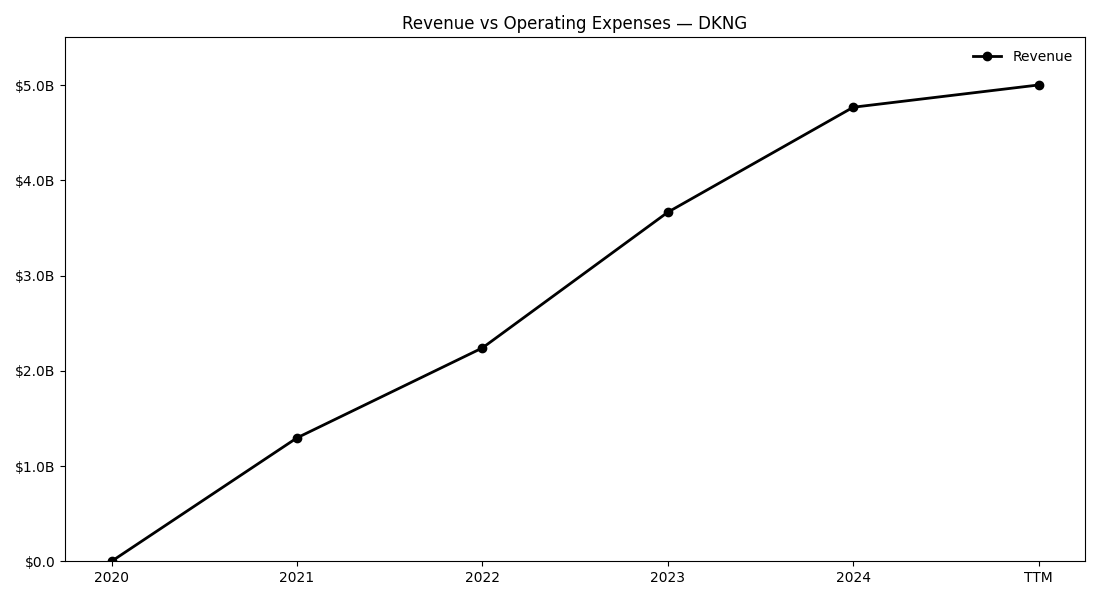 Revenue vs Operating Expenses — DKNG
Revenue
$5.0B
$4.0B
$3.0B
$2.0B
$1.0B
$0.0
2020 2021 2022 2023 2024 TTM